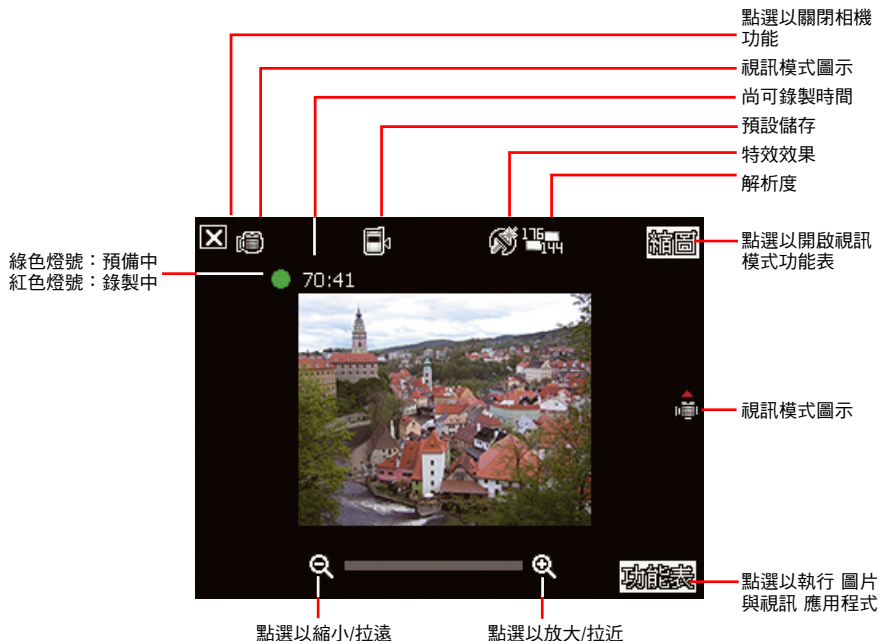 點選以關閉相機
功能
視訊模式圖示
尚可錄製時間
預設儲存
特效效果
解析度
176
144
縮圖
點選以開啟視訊
模式功能表
綠色燈號：預備中
紅色燈號：錄製中
70:41
視訊模式圖示
功能表
點選以執行 圖片
與視訊 應用程式
點選以縮小/拉遠
點選以放大/拉近